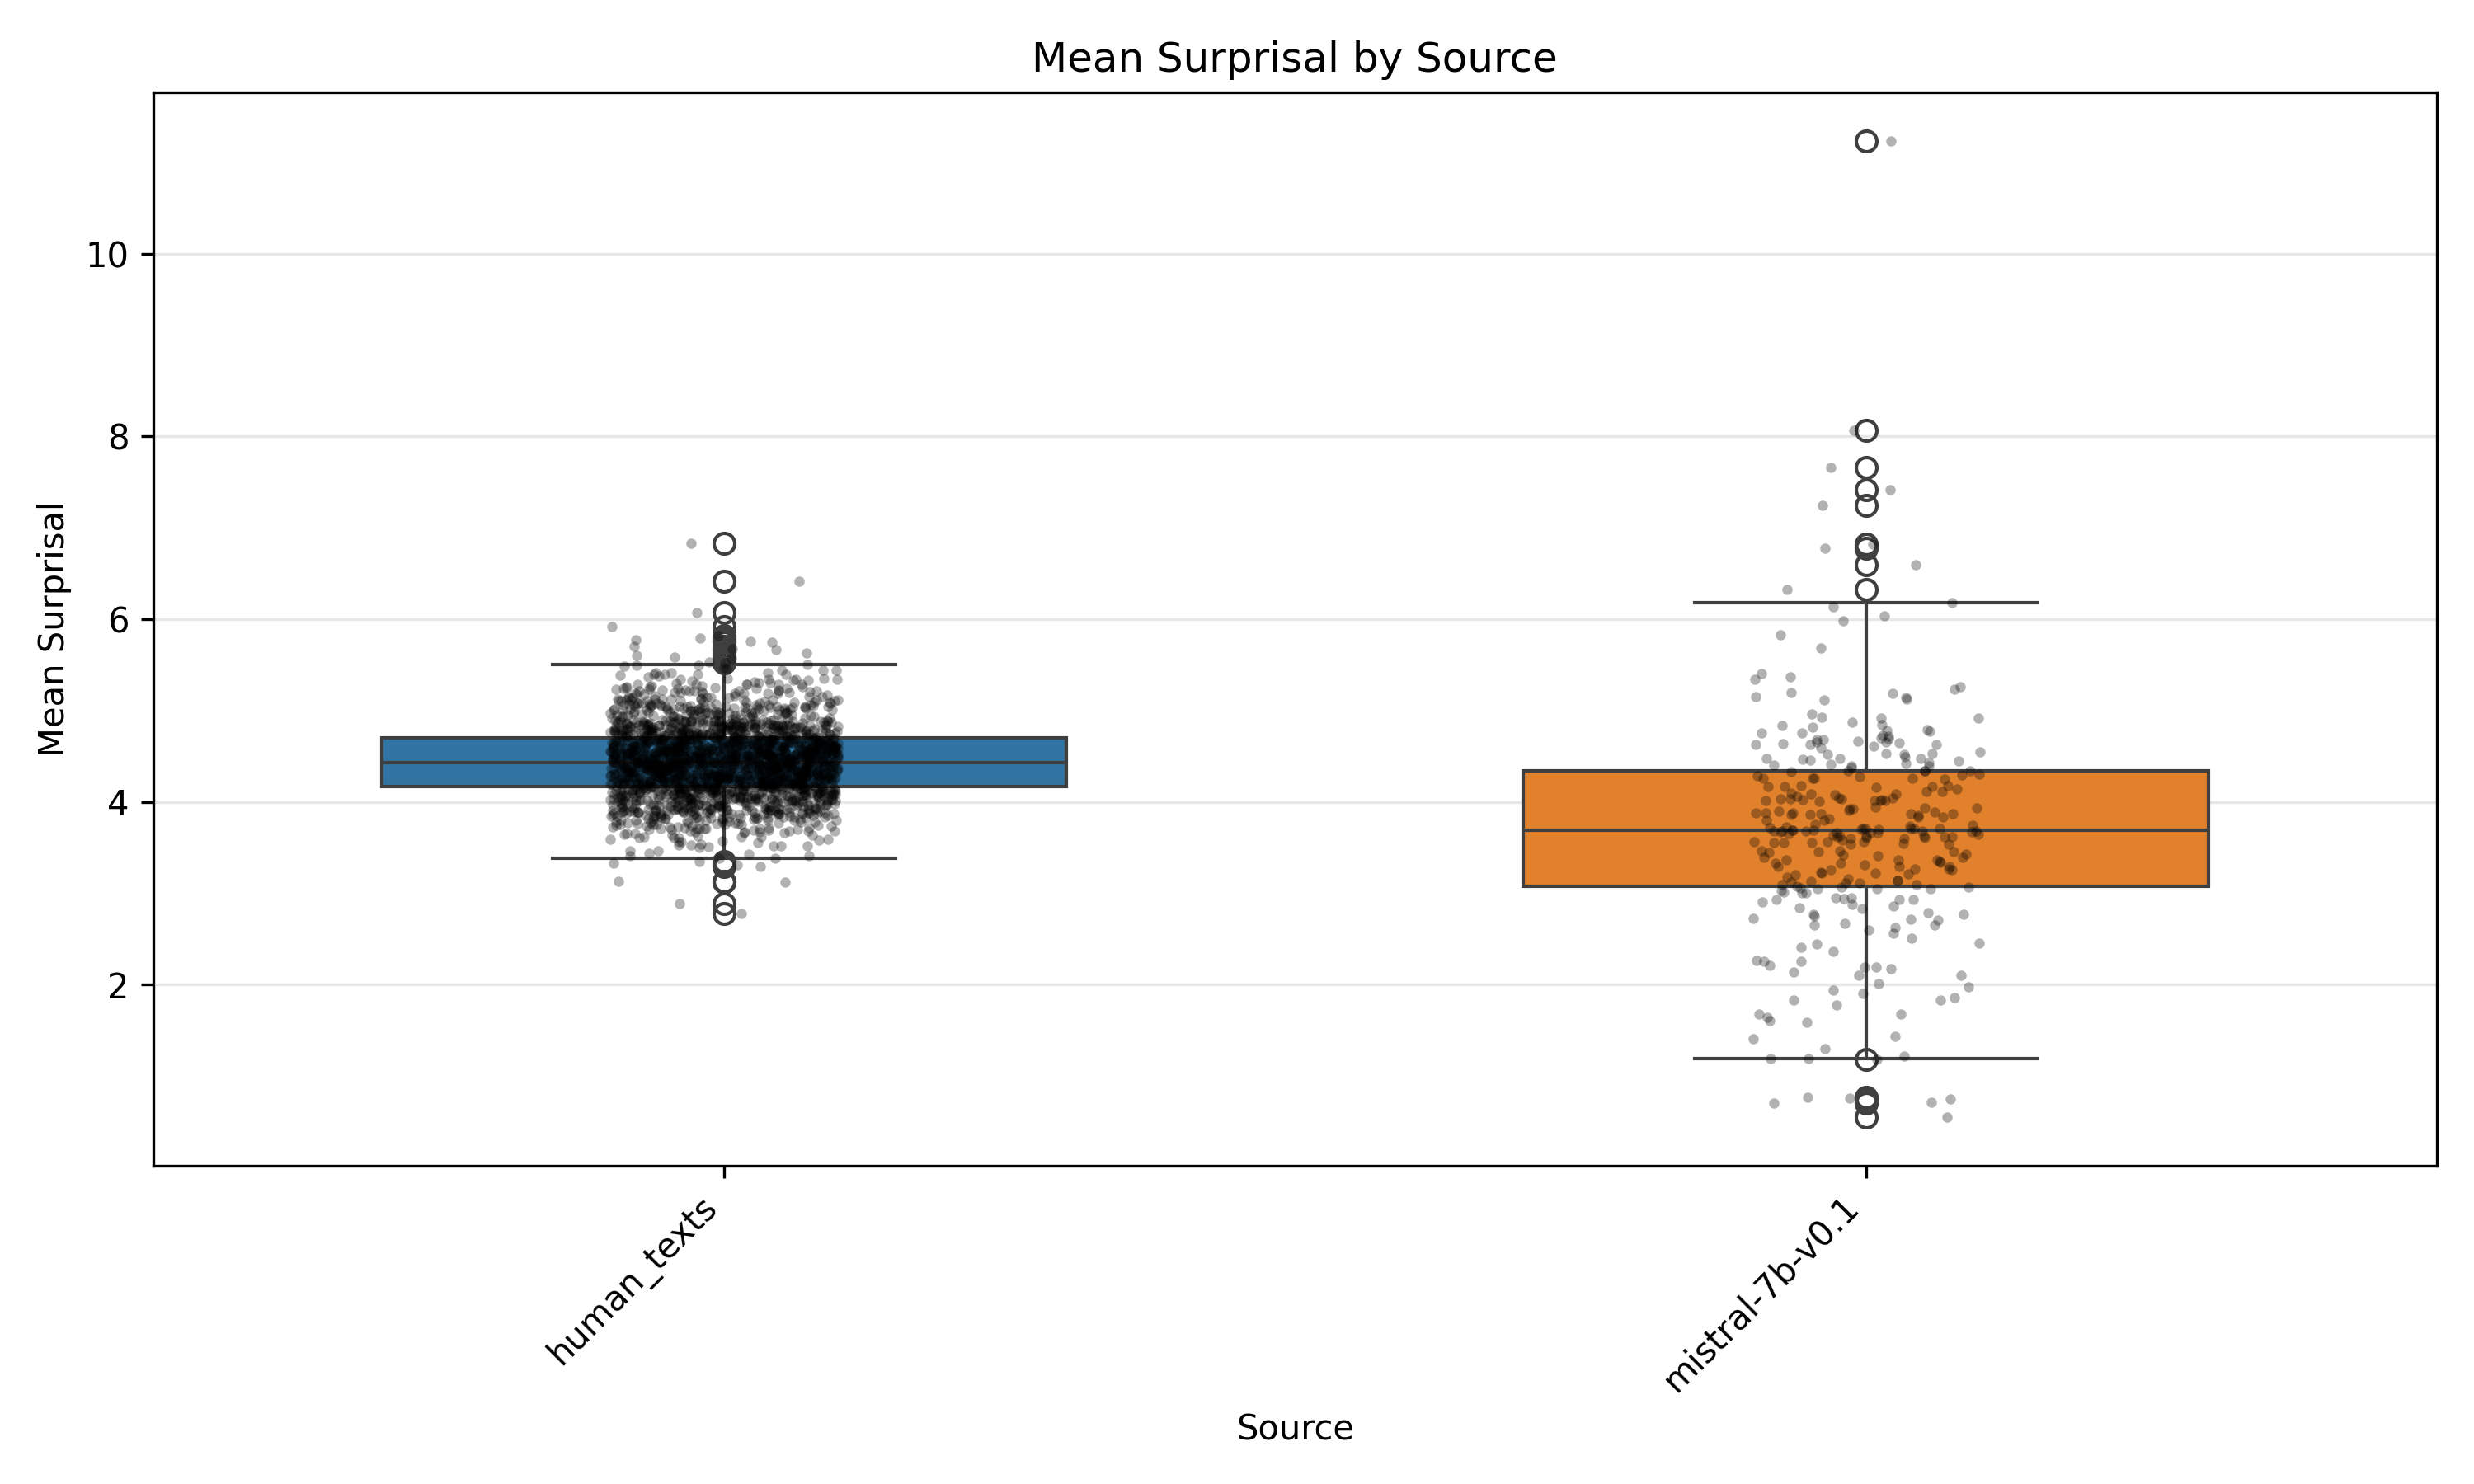 Mean Surprisal by Source
Mean Surprisal
10
8
6
4
2
human_texts
mistral-7b-v0.1
Source